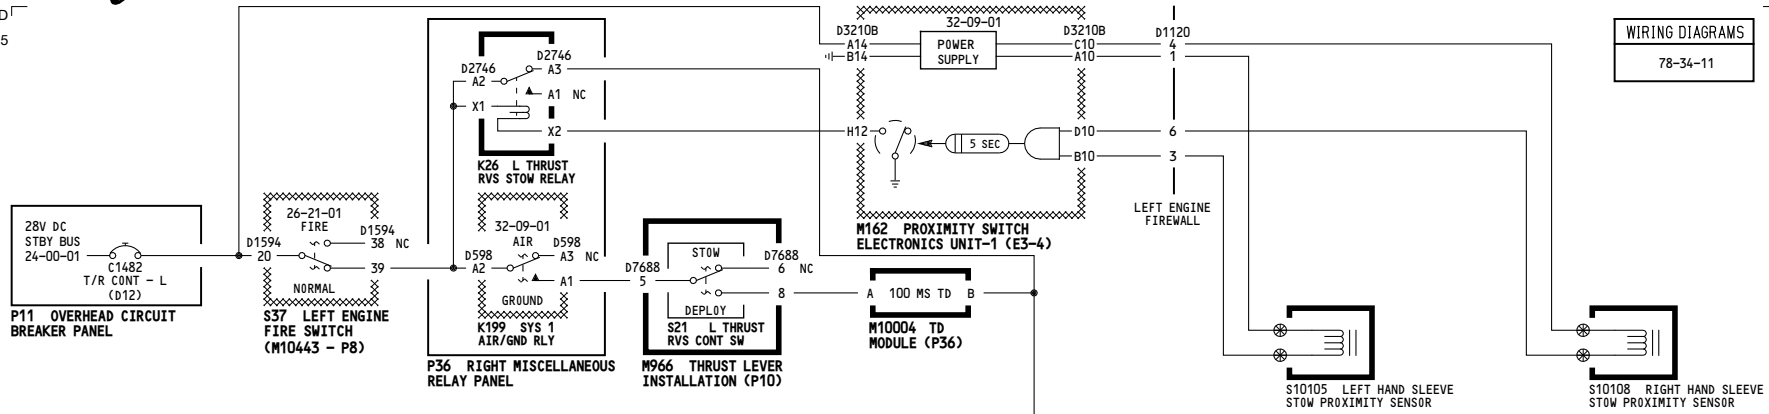 D
5
32-09-01
WIRING DIAGRAMS
78-34-11
D3210B
D3210B
D1120
A14
B14
POWER
SUPPLY
C10
A10
4
1
D2746
D2746
A2
A3
A1 NC
X1
X2
H12
5 SEC
D10
B10
6
3
K26 L THRUST
RVS STOW RELAY
LEFT ENGINE
FIREWALL
M162 PROXIMITY SWITCH
ELECTRONICS UNIT-1 (E3-4)
28V DC
STBY BUS
24-00-01
C1482
T/R CONT - L
(D12)
P11 OVERHEAD CIRCUIT
BREAKER PANEL
26-21-01
FIRE
D1594
D1594
20
38 NC
39
NORMAL
S37 LEFT ENGINE
FIRE SWITCH
(M10443 - P8)
32-09-01
AIR
D598
D598
A2
A3 NC
A1
GROUND
K199 SYS 1
AIR/GND RLY
P36 RIGHT MISCELLANEOUS
RELAY PANEL
D7688
D7688
5
STOW
6 NC
8
DEPLOY
S21 L THRUST
RVS CONT SW
M966 THRUST LEVER
INSTALLATION (P10)
A 100 MS TD B
M10004 TD
MODULE (P36)
S10105 LEFT HAND SLEEVE
STOW PROXIMITY SENSOR
S10108 RIGHT HAND SLEEVE
STOW PROXIMITY SENSOR